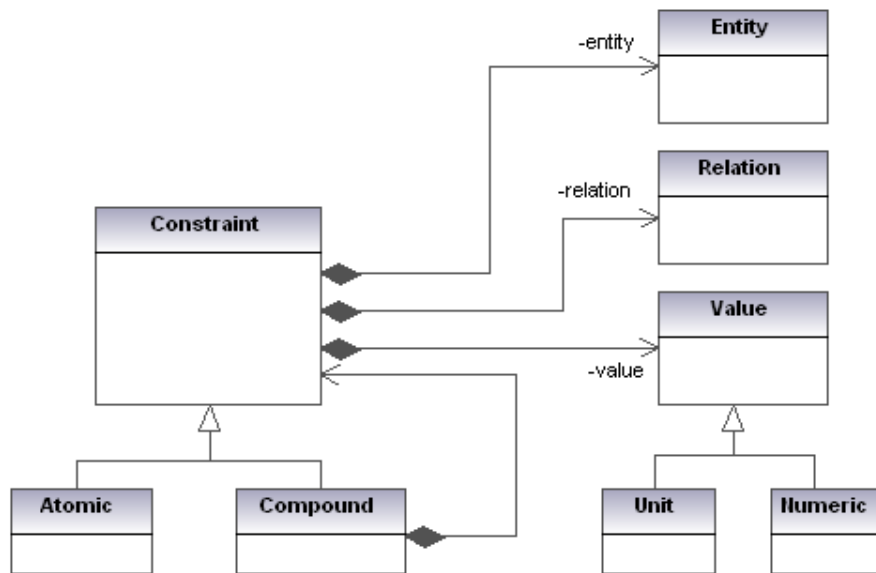 Entity
-entity
Relation
-relation
Constraint
Value
-value
Atomic
Compound
Unit
Numeric